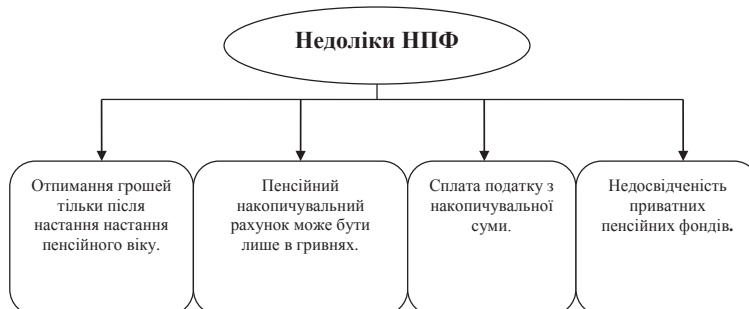 Недоліки НПФ
Отпимання грошей
тільки після
настання настання
пенсійного віку.
Пенсійний
накопичувальний
рахунок може бути
лише в гривнях.
Сплата податку з
накопичувальної
суми.
Недосвідченість
приватних
пенсійних фондів.